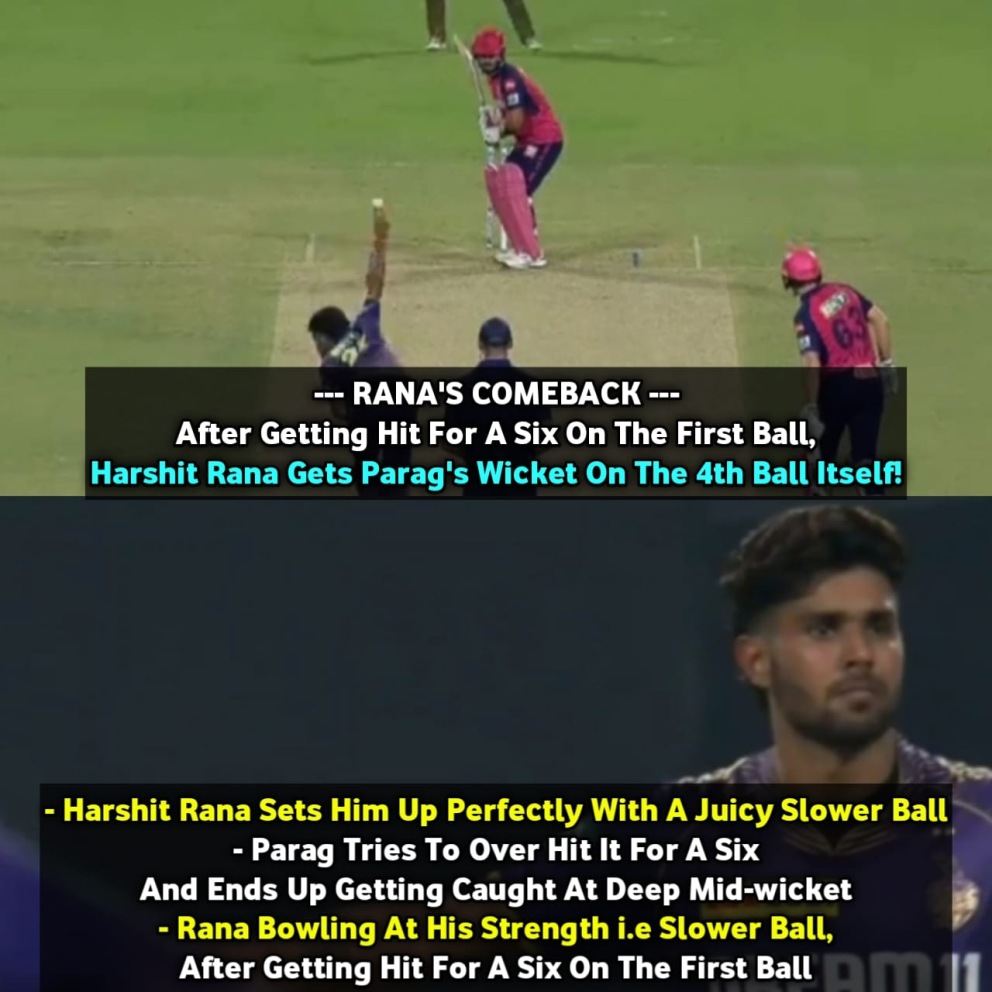 63
--- RANA'S COMEBACK ---
After Getting Hit For A Six On The First Ball,
Harshit Rana Gets Parag's Wicket On The 4th Ball Itself!
- Harshit Rana Sets Him Up Perfectly With A Juicy Slower Ball
- Parag Tries To Over Hit It For A Six
And Ends Up Getting Caught At Deep Mid-wicket
- Rana Bowling At His Strength i.e Slower Ball,
After Getting Hit For A Six On The First Ball